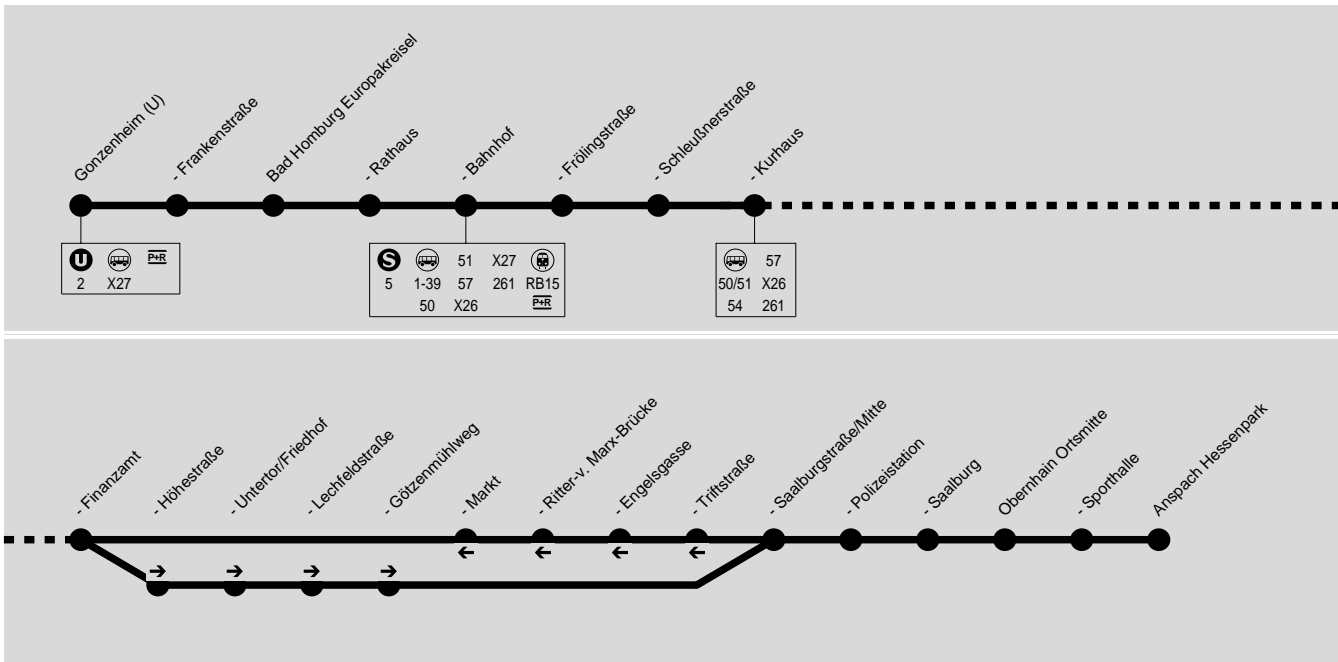 Gonzenheim (U)
- Frankenstraße
Bad Homburg Europakreisel
- Rathaus
- Bahnhof
- Frölingstraße
- Schleußnerstraße
- Kurhaus
U P+R
2 X27
S 51 X27
5 1-39 57 261 RB15
50 X26 P+R
57
50/51 X26
54 261
- Finanzamt
- Höhestraße
- Untertor/Friedhof
- Lechfeldstraße
- Götzenmühlweg
- Markt
- Ritter-v. Marx-Brücke
- Engelsgasse
- Triftstraße
- Saalburgstraße/Mitte
- Polizeistation
- Saalburg
Obernhain Ortsmitte
- Sporthalle
Anspach Hessenpark